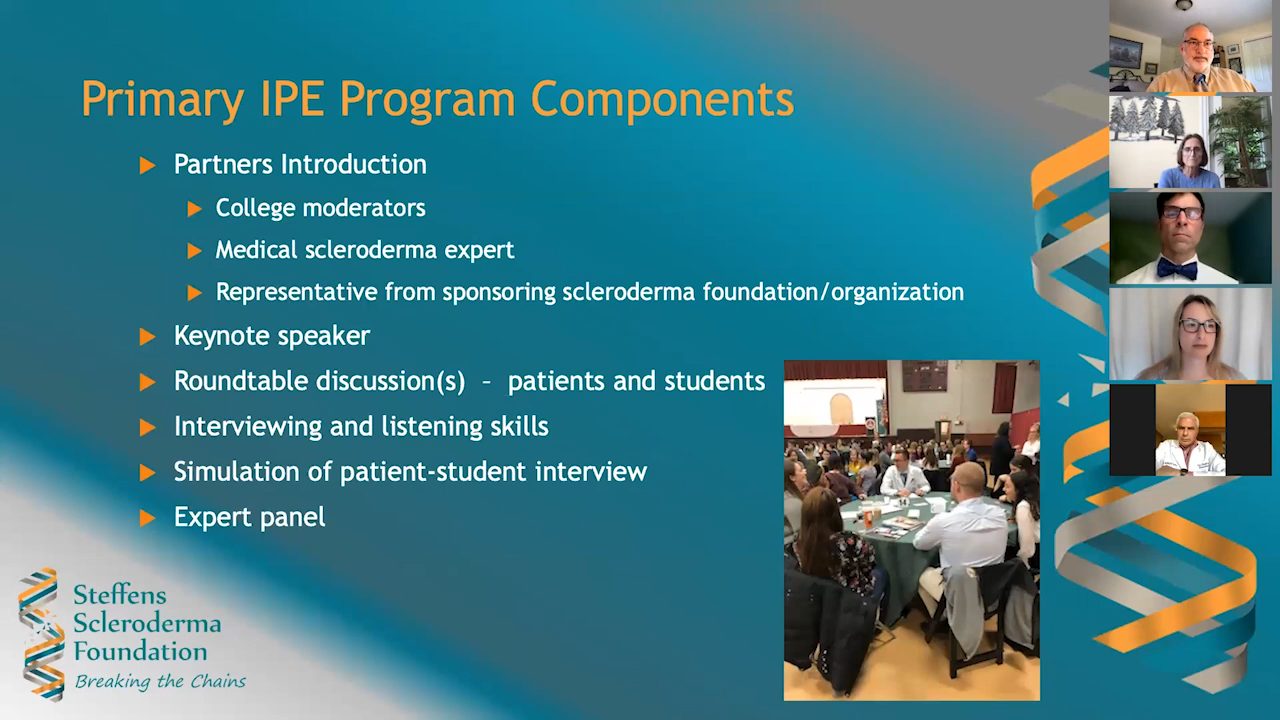 Primary IPE Program Components
Partners Introduction
College moderators
Medical scleroderma expert
Representative from sponsoring scleroderma foundation/organization
Keynote speaker
Roundtable discussion(s) – patients and students
Interviewing and listening skills
Simulation of patient-student interview
Expert panel
Steffens
Scleroderma
Foundation
Breaking the Chains